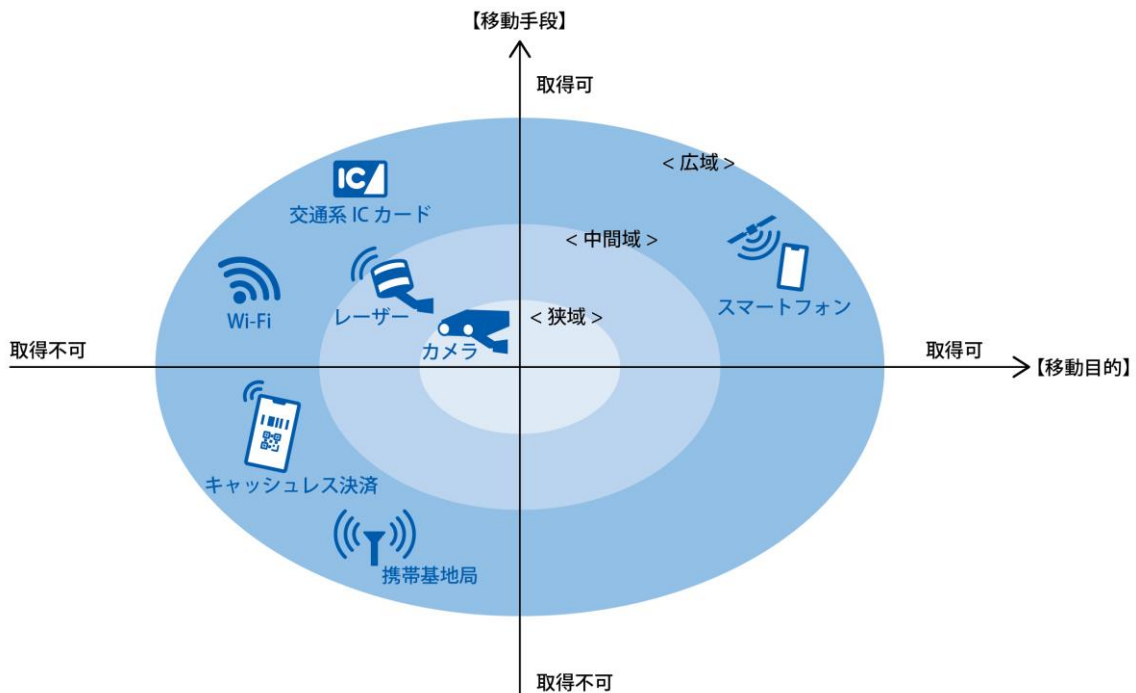 【移動手段】
取得可
< 広域 >
IC
交通系 IC カード
< 中間域 >
スマートフォン
Wi-Fi
レーザー
< 狭域 >
カメラ
取得不可
取得可
【移動目的】
キャッシュレス決済
携帯基地局
取得不可